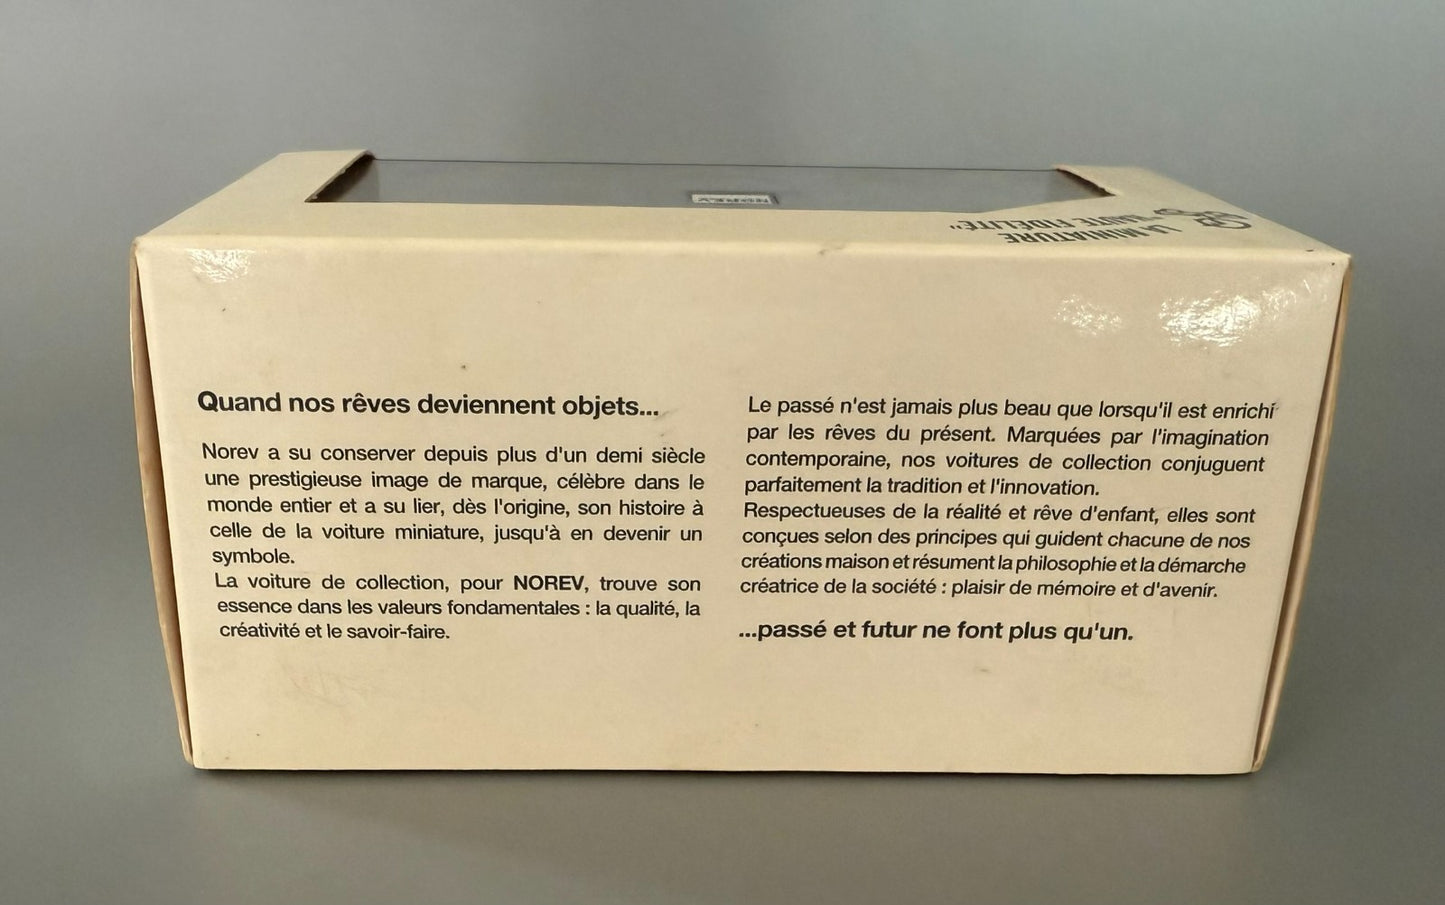 NOREV
LA MINIATURE
"HAUTE FIDÉLITÉ"
Quand nos rêves deviennent objets...
Norev a su conserver depuis plus d'un demi siècle
une prestigieuse image de marque, célèbre dans le
monde entier et a su lier, dès l'origine, son histoire à
celle de la voiture miniature, jusqu'à en devenir un
symbole.
La voiture de collection, pour NOREV, trouve son
essence dans les valeurs fondamentales : la qualité, la
créativité et le savoir-faire.
Le passé n'est jamais plus beau que lorsqu'il est enrichi
par les rêves du présent. Marquées par l'imagination
contemporaine, nos voitures de collection conjuguent
parfaitement la tradition et l'innovation.
Respectueuses de la réalité et rêve d'enfant, elles sont
conçues selon des principes qui guident chacune de nos
créations maison et résument la philosophie et la démarche
créatrice de la société : plaisir de mémoire et d'avenir.
...passé et futur ne font plus qu'un.